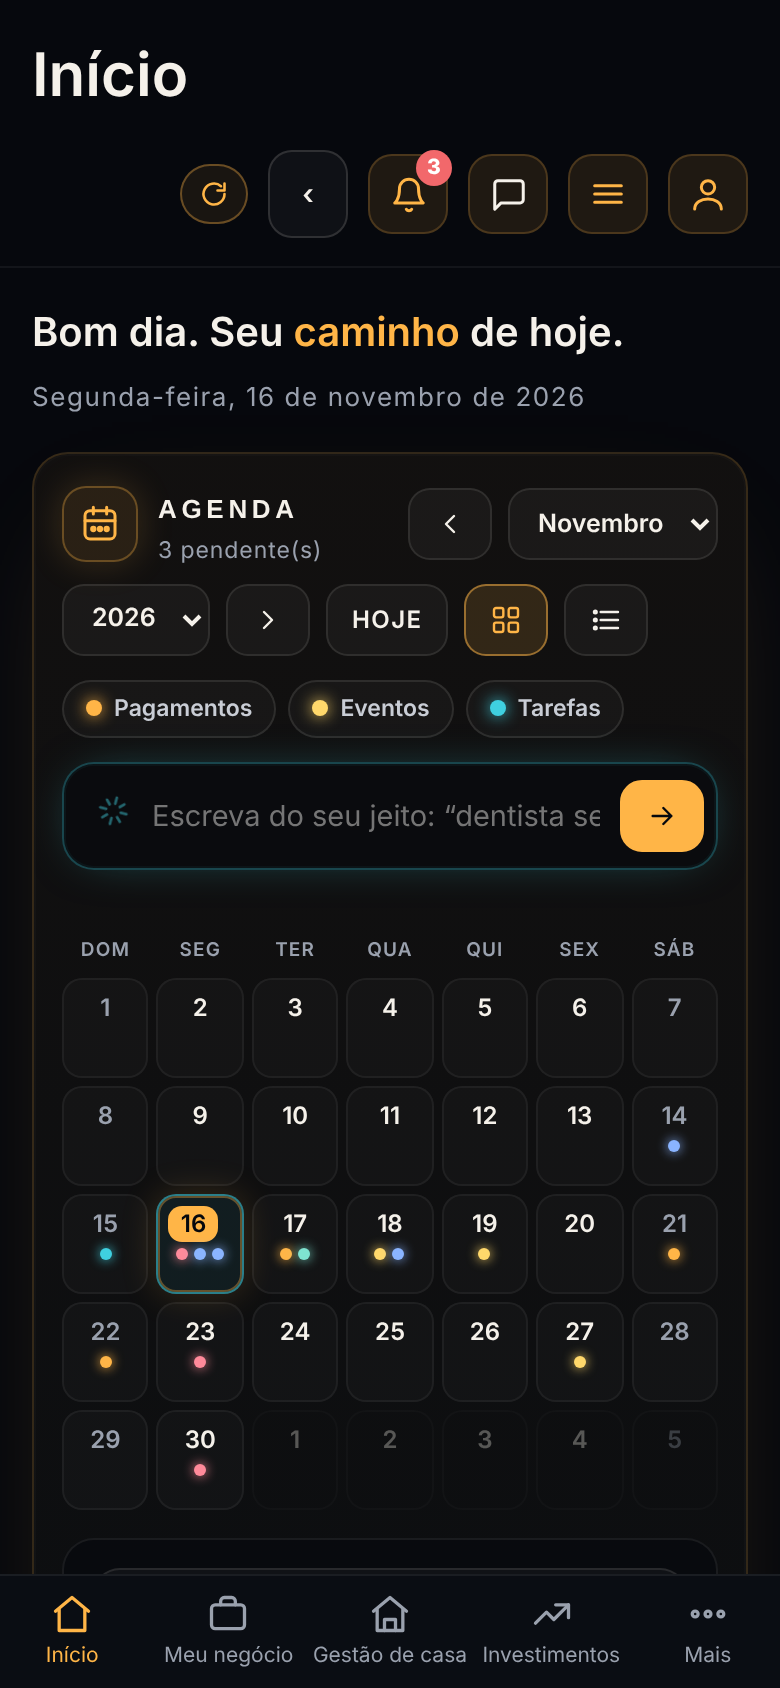 Início
‹
3
Bom dia. Seu caminho de hoje.
Segunda-feira, 16 de novembro de 2026
AGENDA
3 pendente(s)
Novembro
2026
HOJE
Pagamentos
Eventos
Tarefas
Escreva do seu jeito: “dentista se
DOM SEG TER QUA QUI SEX SÁB
1 2 3 4 5 6 7
8 9 10 11 12 13 14
15 16 17 18 19 20 21
22 23 24 25 26 27 28
29 30 1 2 3 4 5
Início Meu negócio Gestão de casa Investimentos Mais